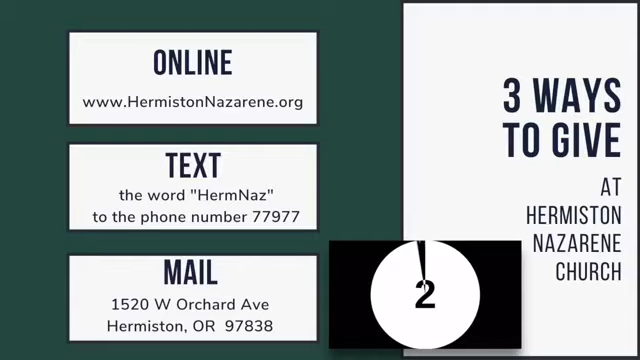 ONLINE
www.HermistonNazarene.org
TEXT
the word "HermNaz"
to the phone number 77977
MAIL
1520 W Orchard Ave
Hermiston, OR 97838
3 WAYS
TO GIVE
AT
HERMISTON
NAZARENE
CHURCH
2